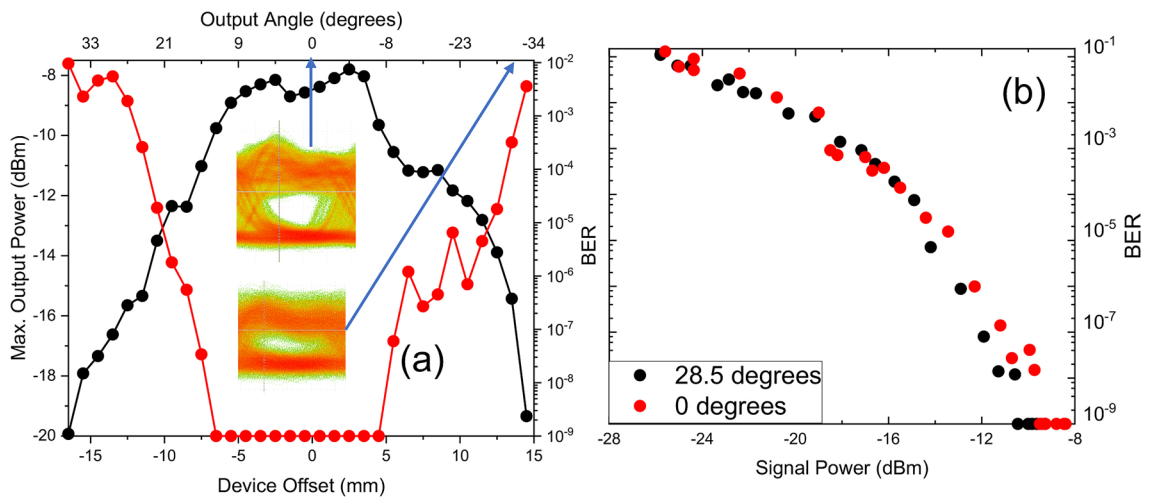 Output Angle (degrees)
33 21 9 0 -8 -23 -34
-8
-10
-12
-14
-16
-18
-20
Max. Output Power (dBm)
10-2
10-3
10-4
10-5
10-6
10-7
10-8
10-9
BER
(a)
-15 -10 -5 0 5 10 15
Device Offset (mm)
(b)
10-1
10-3
10-5
10-7
10-9
BER
28.5 degrees
0 degrees
-28 -24 -20 -16 -12 -8
Signal Power (dBm)